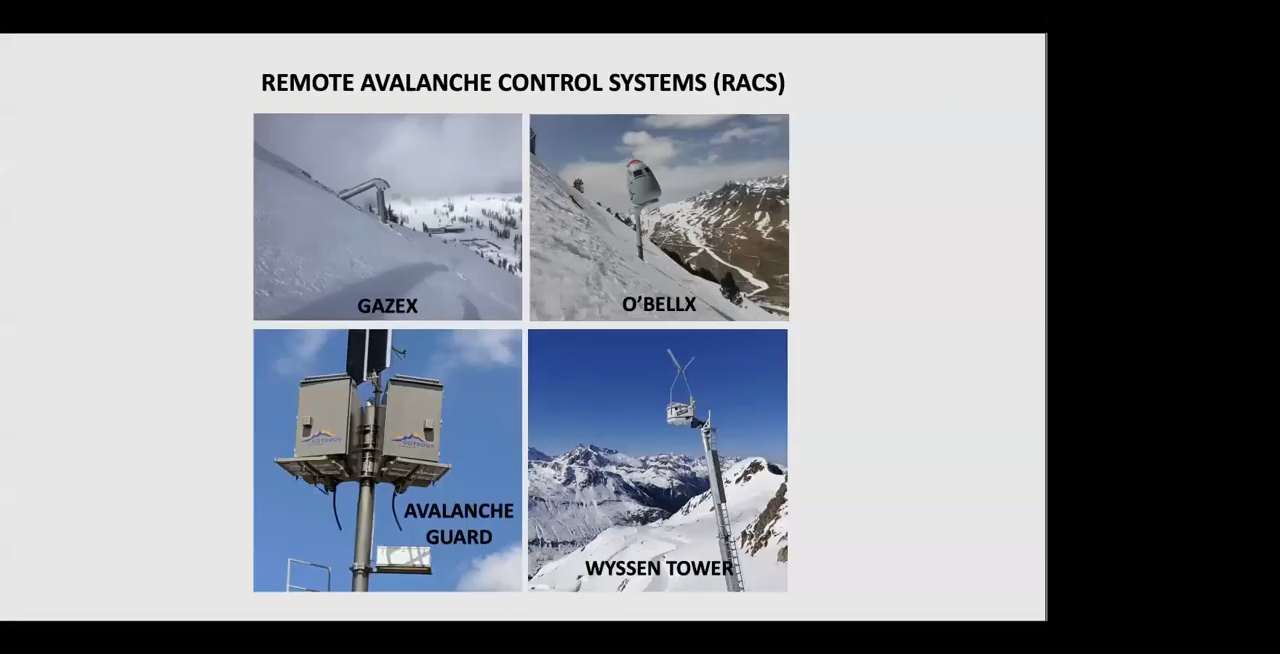 REMOTE AVALANCHE CONTROL SYSTEMS (RACS)
GAZEX
O'BELLX
AVALANCHE
GUARD
WYSSEN TOWER